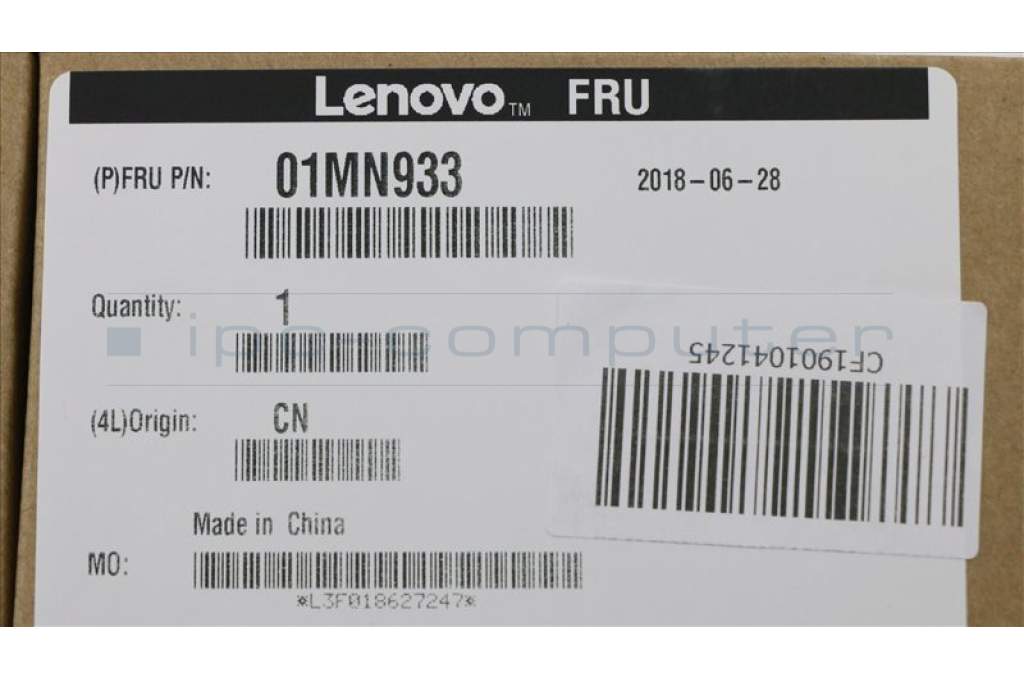 Lenovo™ FRU
(P)FRU P/N: 01MN933 2018-06-28
Quantity: 1
ipc-computer
CF1901041245
(4L)Origin: CN
Made in China
MO:
*L3F018627247*